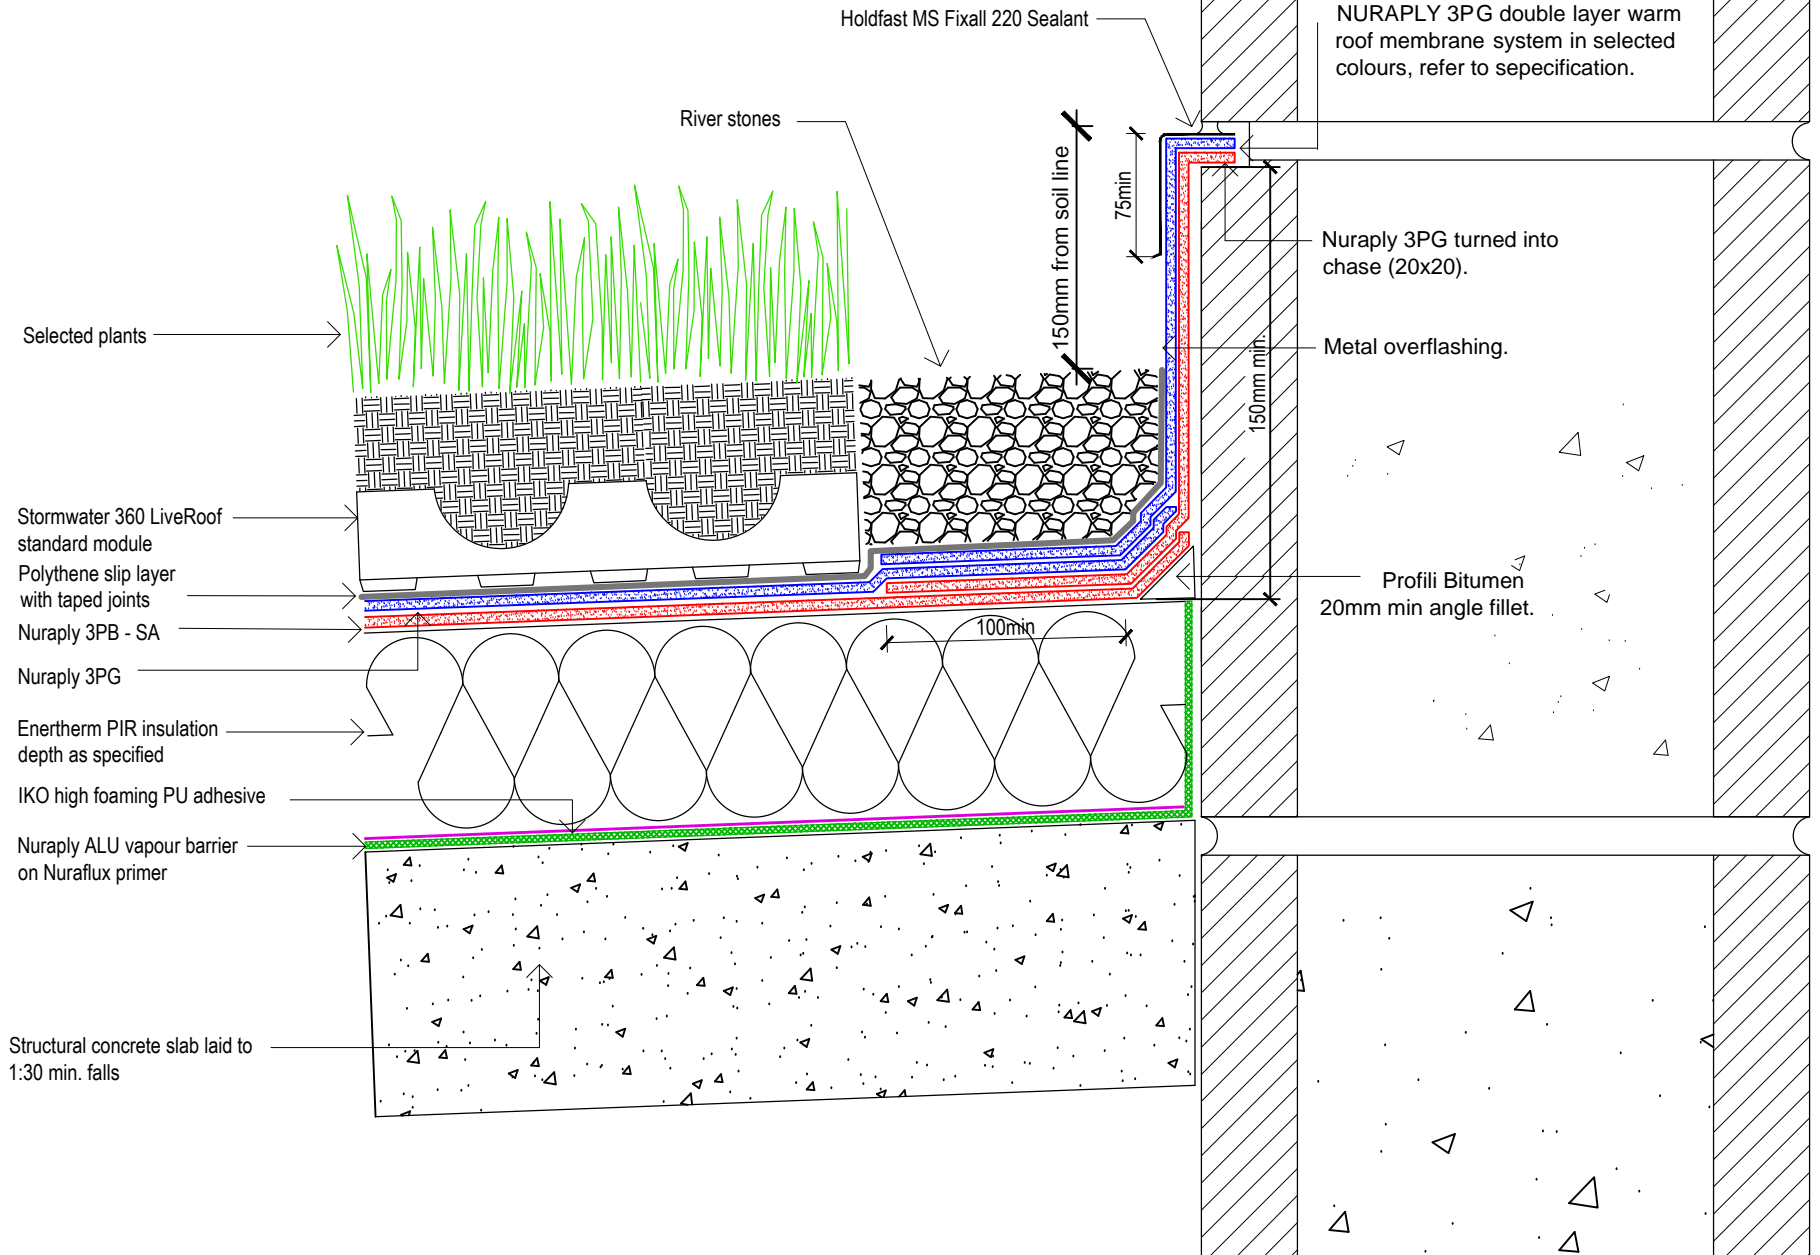 Holdfast MS Fixall 220 Sealant
NURAPLY 3PG double layer warm
roof membrane system in selected
colours, refer to sepecification.
River stones
150mm from soil line
75min
Nuraply 3PG turned into
chase (20x20).
Selected plants
Metal overflashing.
150mm min.
Stormwater 360 LiveRoof
standard module
Polythene slip layer
with taped joints
Profili Bitumen
20mm min angle fillet.
Nuraply 3PB - SA
100min
Nuraply 3PG
Enertherm PIR insulation
depth as specified
IKO high foaming PU adhesive
Nuraply ALU vapour barrier
on Nuraflux primer
Structural concrete slab laid to
1:30 min. falls